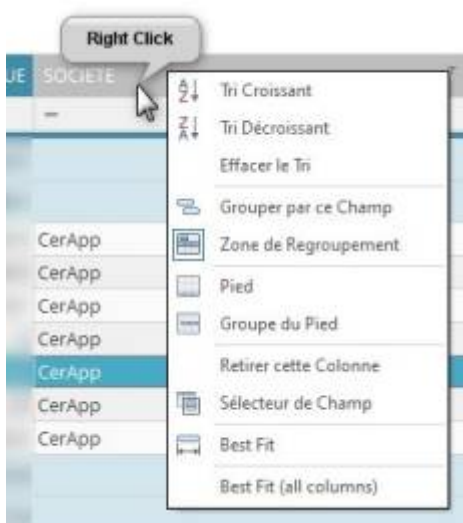 Right Click
UE SOCIETE
Tri Croissant
Tri Décroissant
Effacer le Tri
Grouper par ce Champ
Zone de Regroupement
CerApp
CerApp
Pied
CerApp
Groupe du Pied
CerApp
Retirer cette Colonne
CerApp
Sélecteur de Champ
CerApp
Best Fit
CerApp
Best Fit (all columns)